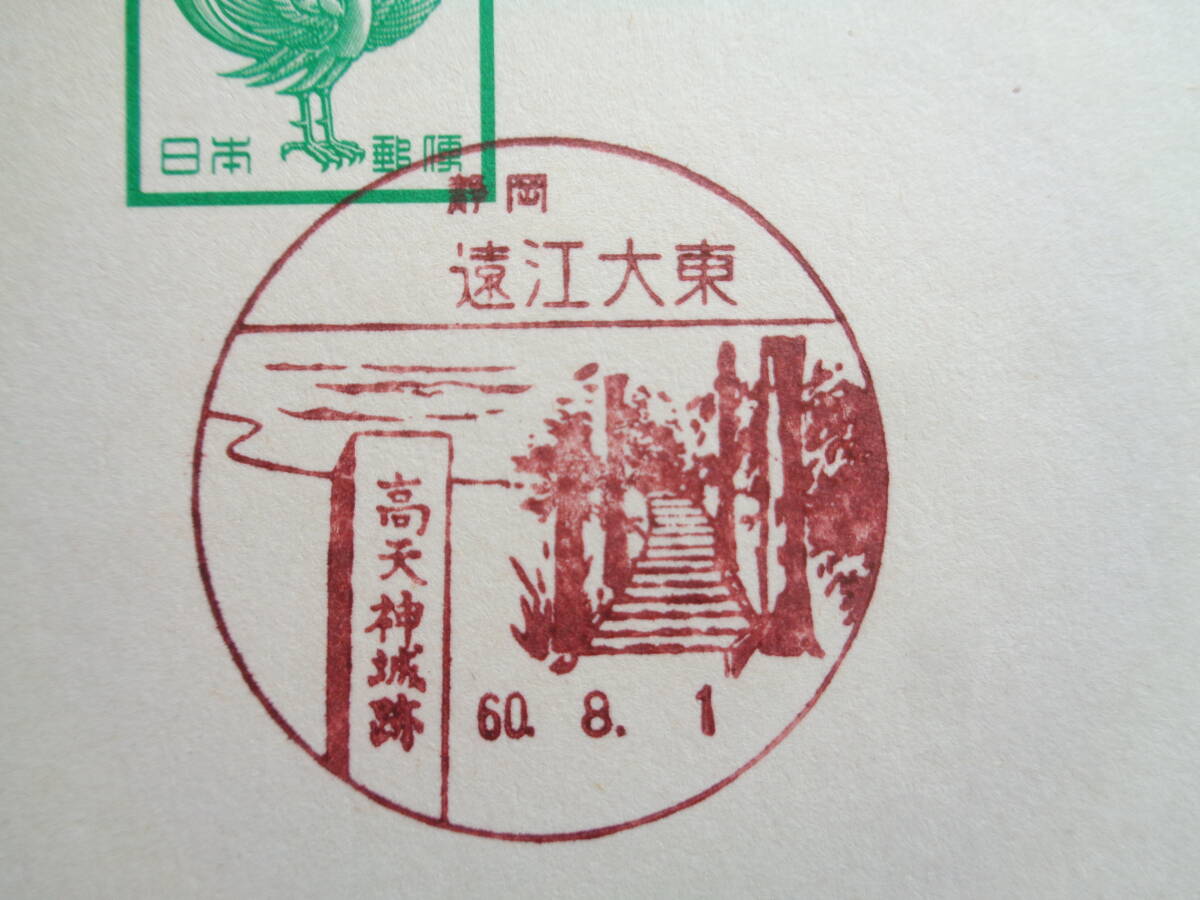 日本 郵便
静岡
遠江大東
高天神城跡
60. 8. 1